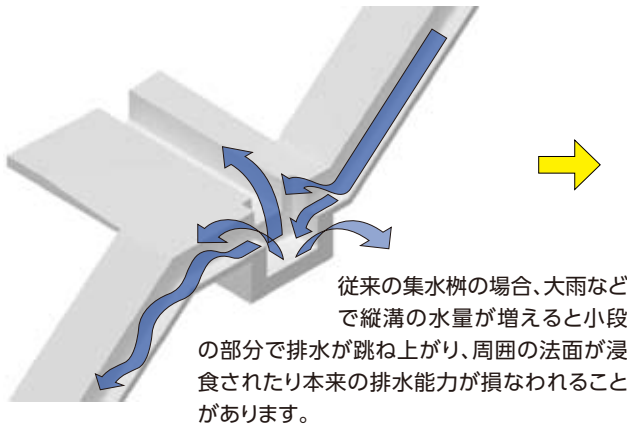 従来の集水桝の場合、大雨など
で縦溝の水量が増えると小段
の部分で排水が跳ね上がり、周囲の法面が浸
食されたり本来の排水能力が損なわれること
があります。